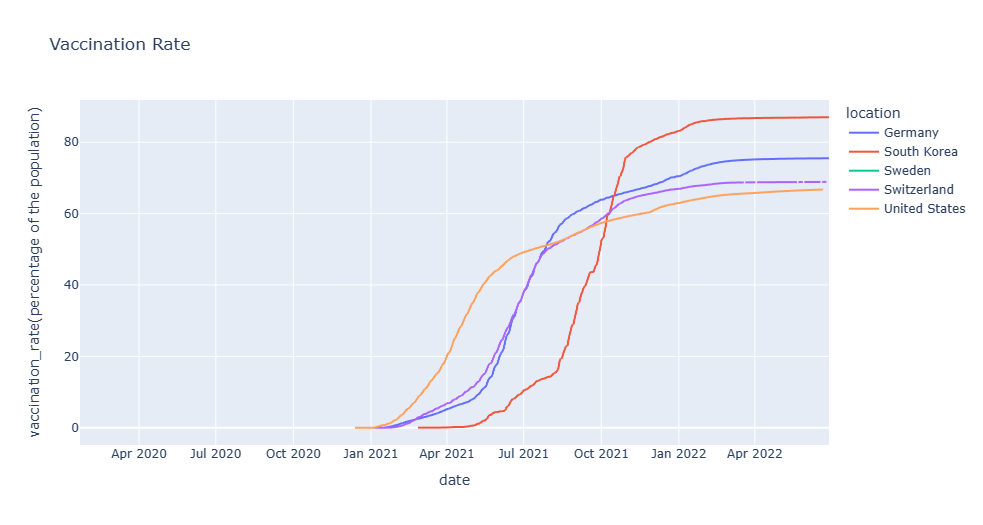 Vaccination Rate
vaccination_rate(percentage of the population)
80
60
40
20
0
Apr 2020 Jul 2020 Oct 2020 Jan 2021 Apr 2021 Jul 2021 Oct 2021 Jan 2022 Apr 2022
date
location
Germany
South Korea
Sweden
Switzerland
United States